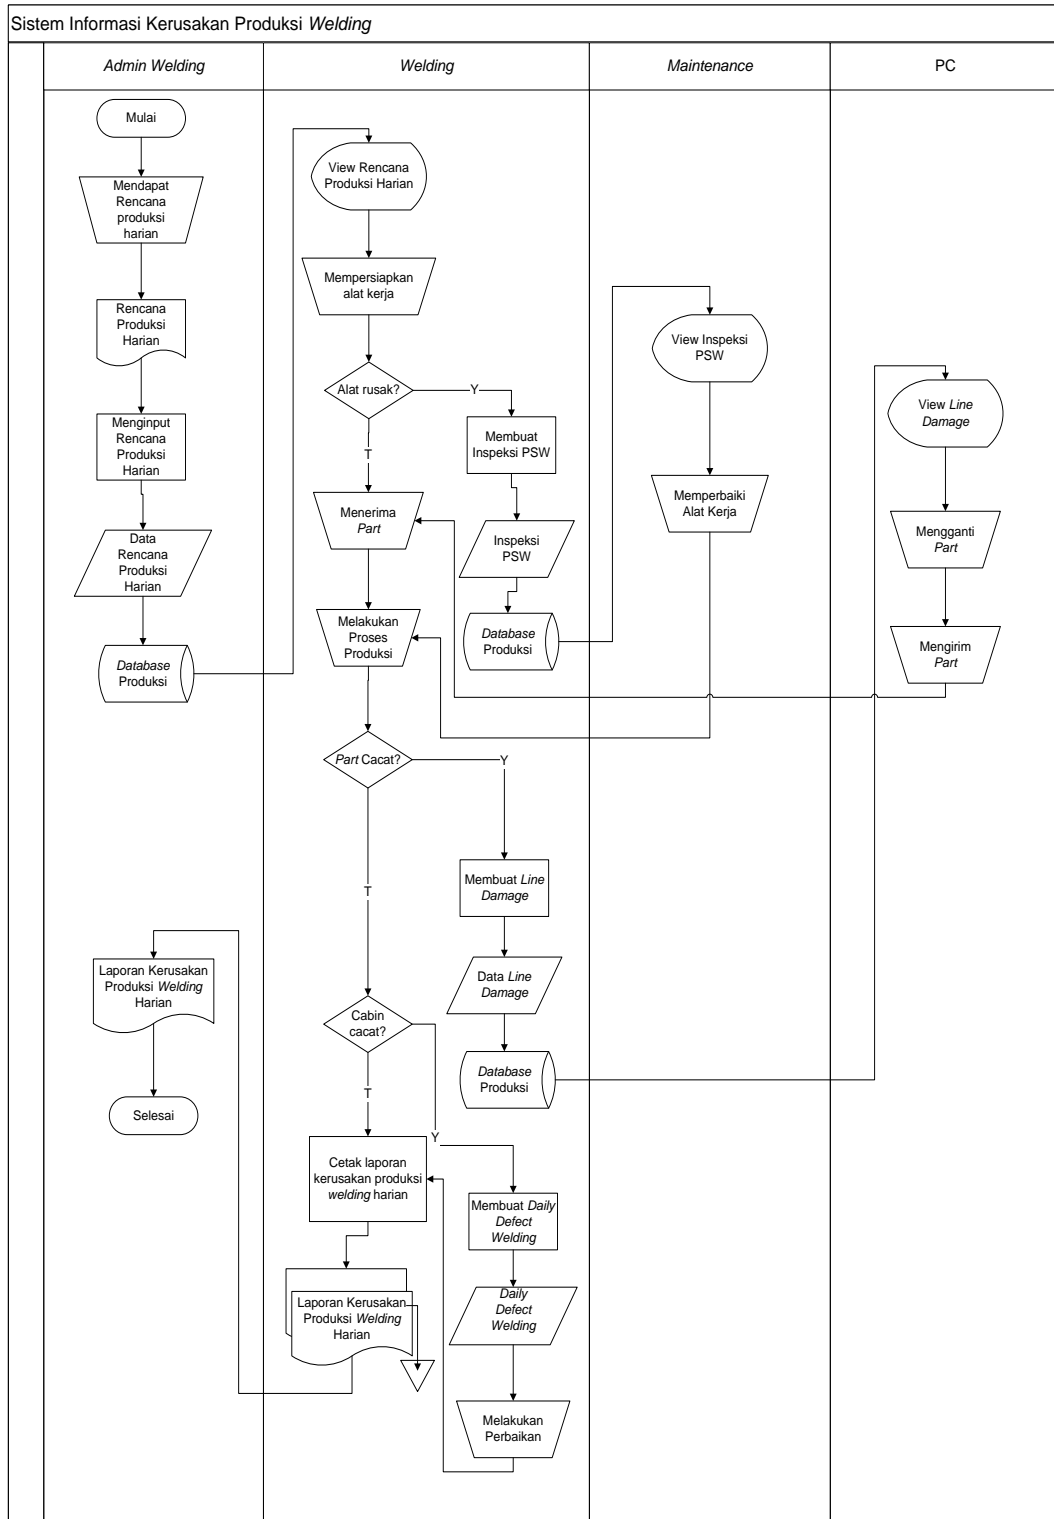 Sistem Informasi Kerusakan Produksi Welding
Admin Welding
Welding
Maintenance
PC
Mulai
Mendapat
Rencana
produksi
harian
Rencana
Produksi
Harian
Menginput
Rencana
Produksi
Harian
Data
Rencana
Produksi
Harian
Database
Produksi
View Rencana
Produksi Harian
Mempersiapkan
alat kerja
Alat rusak?
Y
T
Membuat
Inspeksi PSW
Menerima
Part
Inspeksi
PSW
Melakukan
Proses
Produksi
Database
Produksi
View Inspeksi
PSW
Memperbaiki
Alat Kerja
View Line
Damage
Mengganti
Part
Mengirim
Part
Part Cacat?
Y
T
Membuat Line
Damage
Data Line
Damage
Database
Produksi
Cabin
cacat?
T
Y
Cetak laporan
kerusakan produksi
welding harian
Membuat Daily
Defect
Welding
Daily
Defect
Welding
Melakukan
Perbaikan
Laporan Kerusakan
Produksi Welding
Harian
Laporan Kerusakan
Produksi Welding
Harian
Selesai